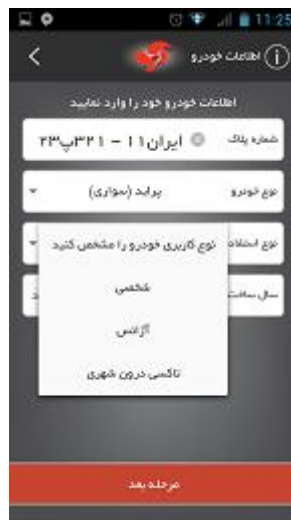 11:25
اطلاعات خودرو
اطلاعات خودرو خود را وارد نمایید
شماره پلاک
ایران ۱۱ – ۳۲۱پ۲۳
نوع خودرو
پراید (سواری)
نوع استفاده
نوع کاربری خودرو را مشخص کنید
شخصی
سال ساخت
آژانس
تاکسی درون شهری
مرحله بعد